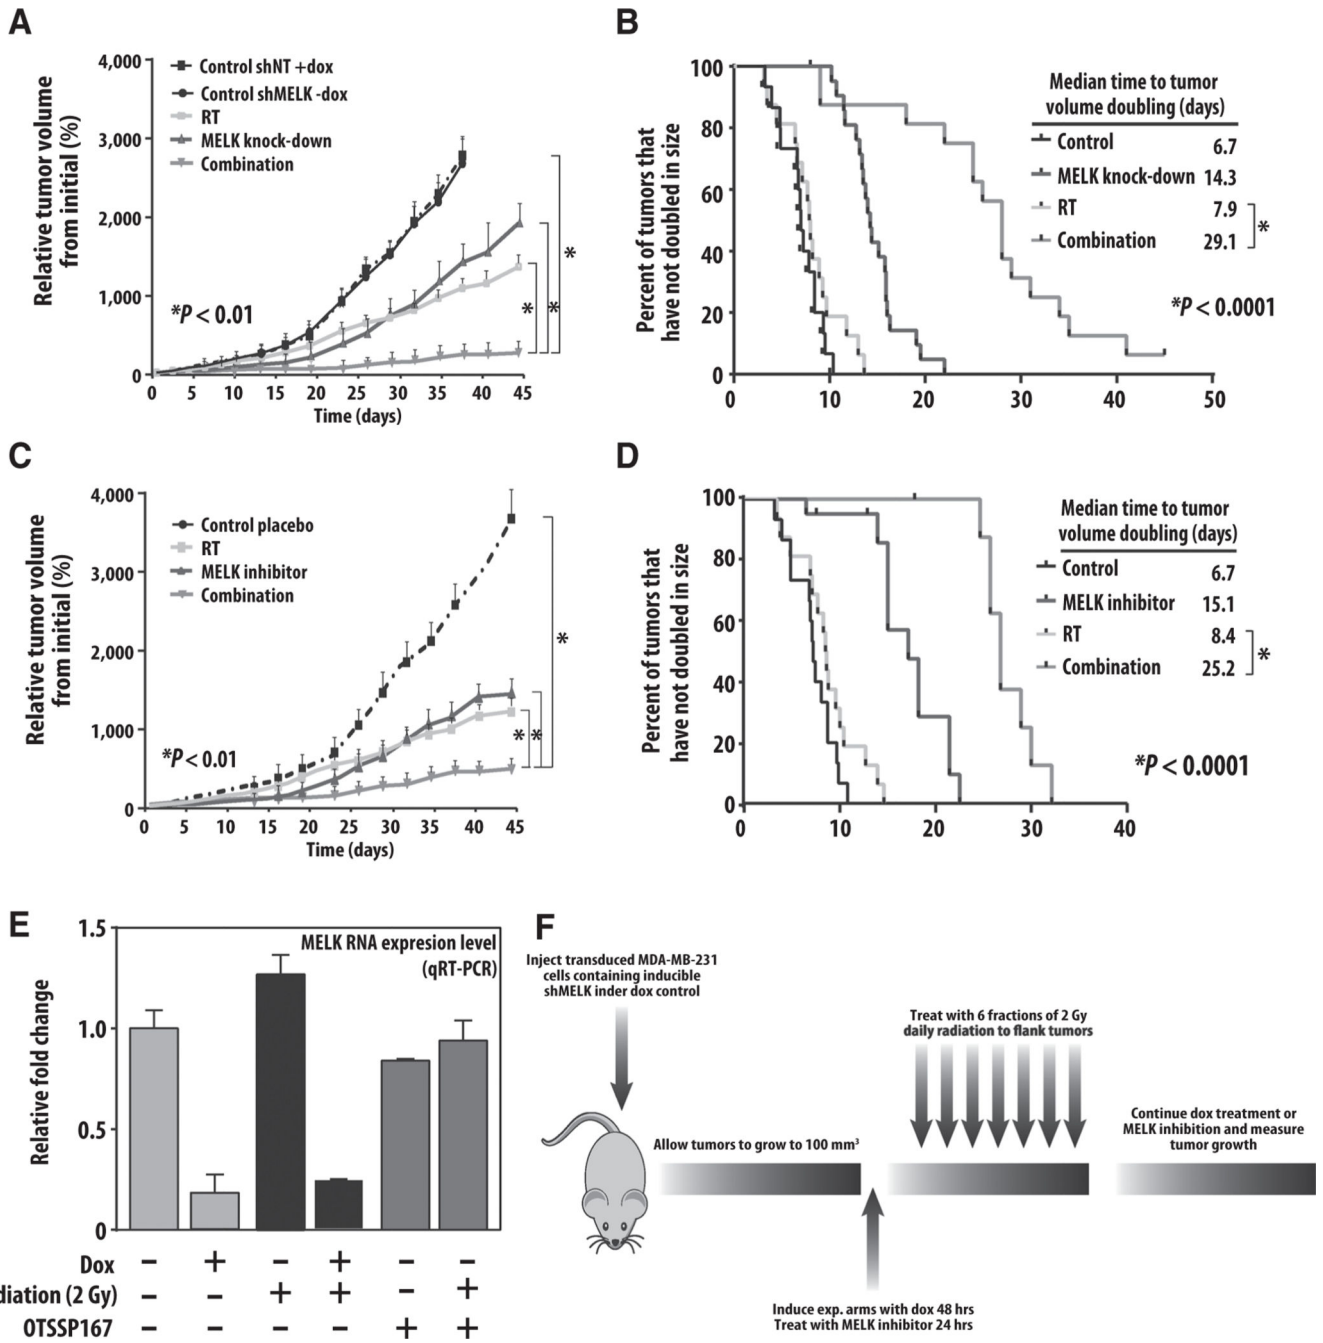 A
Relative tumor volume
from initial (%)
4,000
3,000
2,000
1,000
0
Control shNT +dox
Control shMELK -dox
RT
MELK knock-down
Combination
*P < 0.01
*
*
*
0 5 10 15 20 25 30 35 40 45
Time (days)
B
Percent of tumors that
have not doubled in size
100
80
60
40
20
0
Median time to tumor
volume doubling (days)
Control 6.7
MELK knock-down 14.3
RT 7.9
Combination 29.1
*
*P < 0.0001
0 10 20 30 40 50
C
Relative tumor volume
from initial (%)
4,000
3,000
2,000
1,000
0
Control placebo
RT
MELK inhibitor
Combination
*P < 0.01
*
*
*
0 5 10 15 20 25 30 35 40 45
Time (days)
D
Percent of tumors that
have not doubled in size
100
80
60
40
20
0
Median time to tumor
volume doubling (days)
Control 6.7
MELK inhibitor 15.1
RT 8.4
Combination 25.2
*
*P < 0.0001
0 10 20 30 40
E
Relative fold change
1.5
1.0
0.5
0
MELK RNA expresion level
(qRT-PCR)
Dox − + − + − −
diation (2 Gy) − − + + − +
OTSSP167 − − − − + +
F
Inject transduced MDA-MB-231
cells containing inducible
shMELK inder dox control
Allow tumors to grow to 100 mm³
Treat with 6 fractions of 2 Gy
daily radiation to flank tumors
Continue dox treatment or
MELK inhibition and measure
tumor growth
Induce exp. arms with dox 48 hrs
Treat with MELK inhibitor 24 hrs